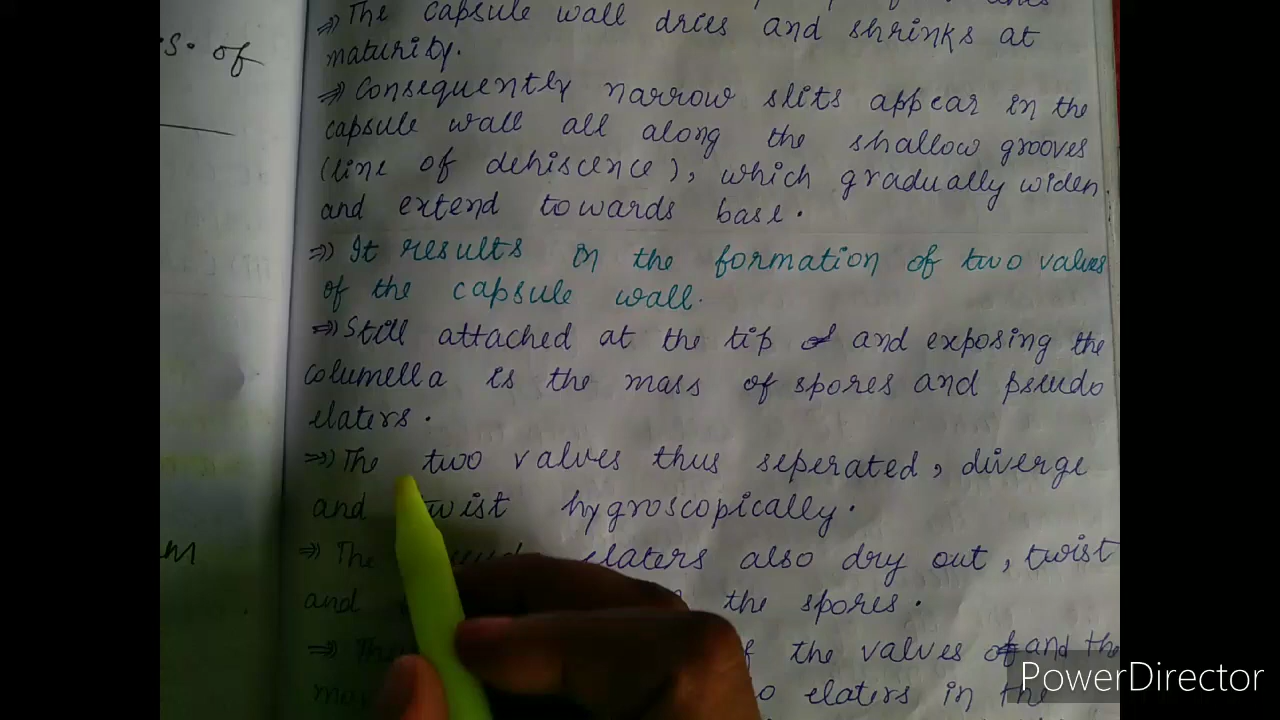 s. of
⇒) The capsule wall dries and shrinks at
maturity.
⇒) Consequently narrow slits appear in the
capsule wall all along the shallow grooves
(line of dehiscence), which gradually widen
and extend towards base.
⇒) It results in the formation of two valves
of the capsule wall.
⇒) Still attached at the tip and exposing the
columella is the mass of spores and pseudo
elaters.
⇒) The two valves thus seperated, diverge
and twist hygroscopically.
⇒) The elaters also dry out, twist
and the spores.
⇒) of the valves and the
elaters in the
PowerDirector